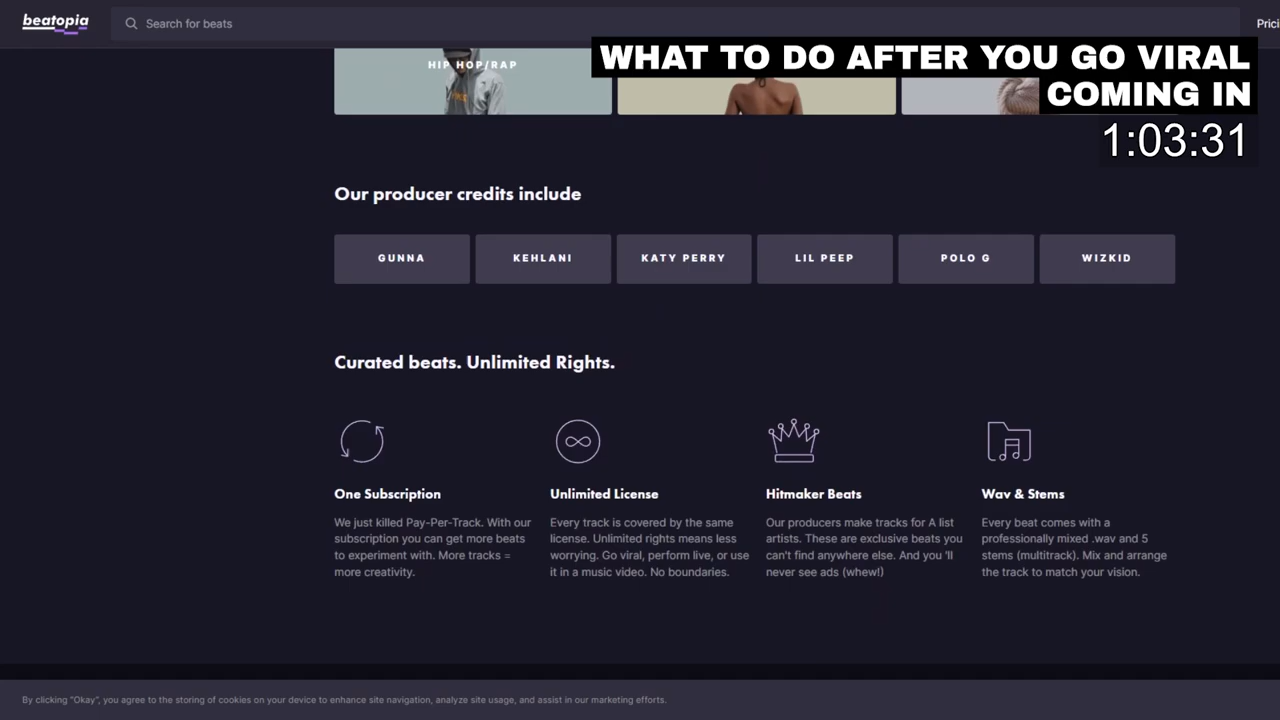 beatopia
Search for beats
Prici
WHAT TO DO AFTER YOU GO VIRAL
COMING IN
1:03:31
HIP HOP/RAP
Our producer credits include
GUNNA
KEHLANI
KATY PERRY
LIL PEEP
POLO G
WIZKID
Curated beats. Unlimited Rights.
One Subscription
We just killed Pay-Per-Track. With our
subscription you can get more beats
to experiment with. More tracks =
more creativity.
Unlimited License
Every track is covered by the same
license. Unlimited rights means less
worrying. Go viral, perform live, or use
it in a music video. No boundaries.
Hitmaker Beats
Our producers make tracks for A list
artists. These are exclusive beats you
can't find anywhere else. And you 'll
never see ads (whew!)
Wav & Stems
Every beat comes with a
professionally mixed .wav and 5
stems (multitrack). Mix and arrange
the track to match your vision.
By clicking "Okay", you agree to the storing of cookies on your device to enhance site navigation, analyze site usage, and assist in our marketing efforts.